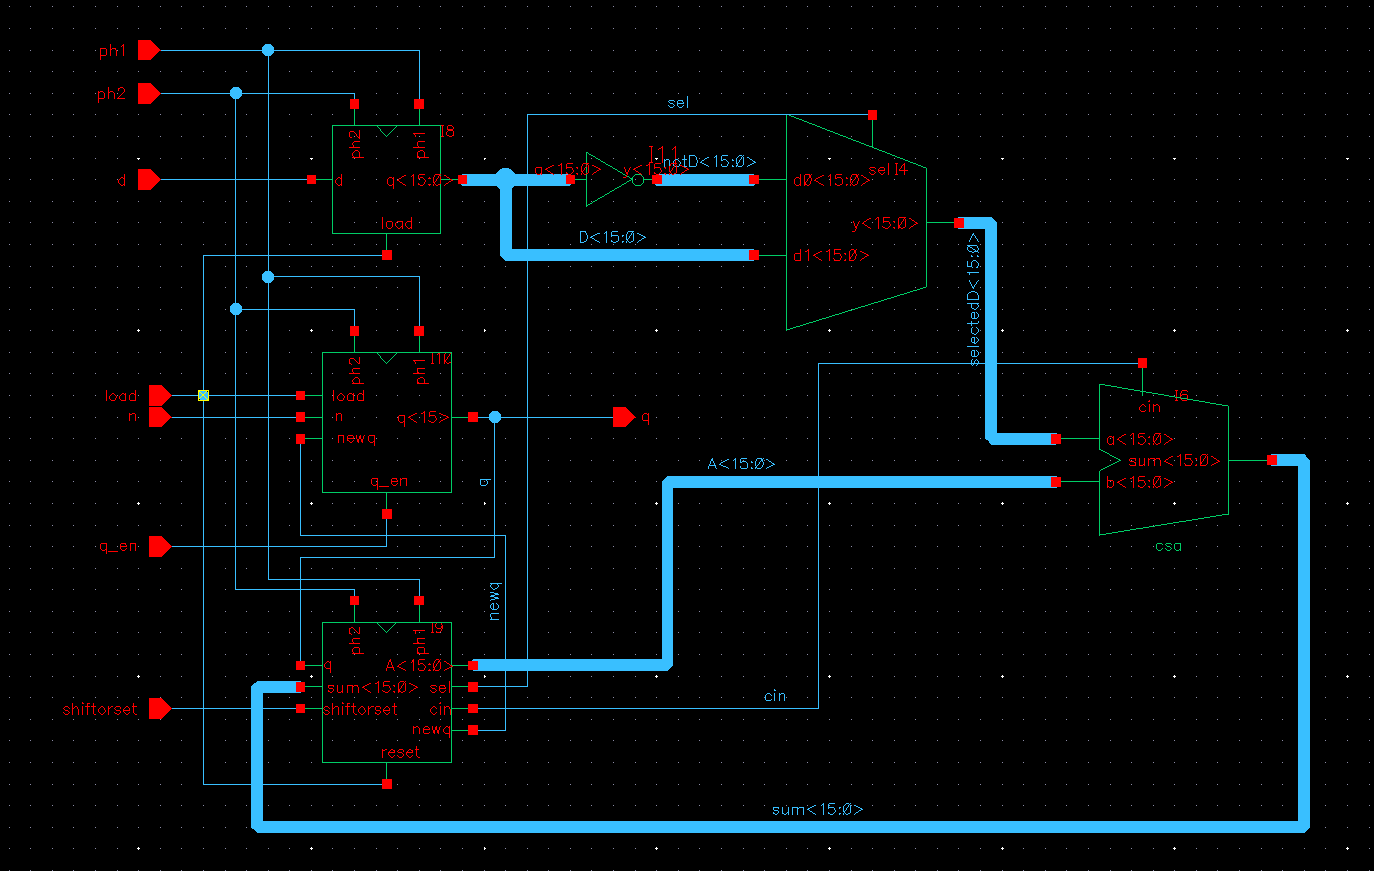 ph1
ph2
sel
ph2
ph1
I8
d
d
q<15:0>
load
a<15:0>
I11
y<15:0>
notD<15:0>
D<15:0>
sel
I4
d0<15:0>
y<15:0>
d1<15:0>
selectedD<15:0>
ph2
ph1
I10
load
load
n
n
q<15>
q
newq
q_en
q
q_en
cin
I6
a<15:0>
sum<15:0>
b<15:0>
csa
A<15:0>
newq
ph2
ph1
I9
q
A<15:0>
sum<15:0>
sel
shiftorset
shiftorset
cin
cin
newq
reset
sum<15:0>